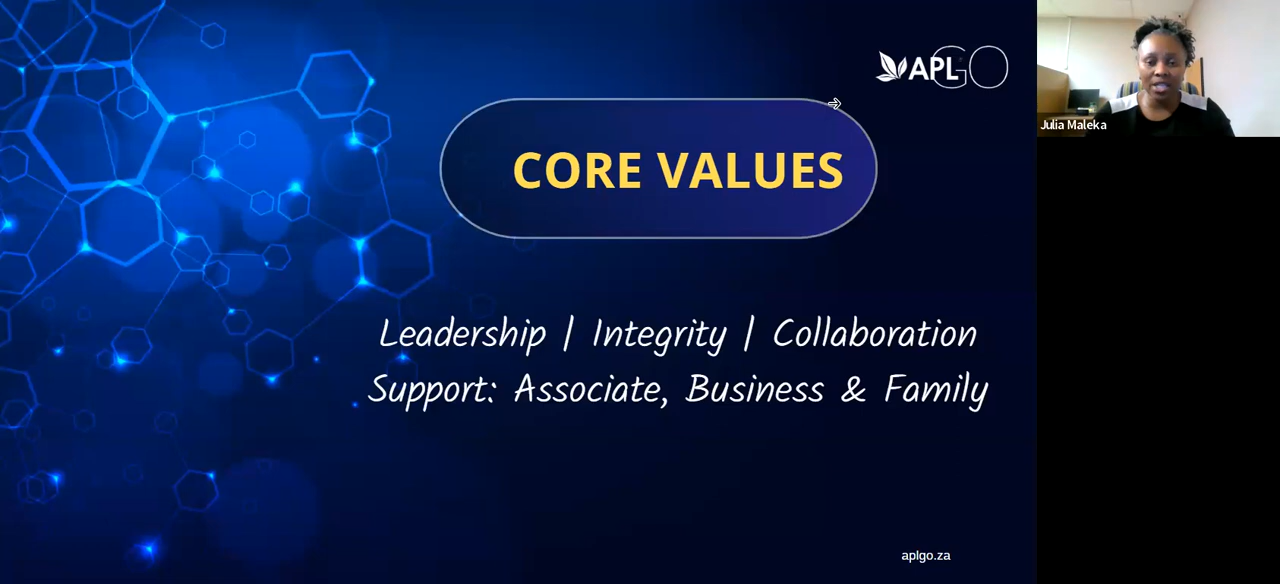 APLGO
CORE VALUES
Leadership | Integrity | Collaboration
Support: Associate, Business & Family
aplgo.za
Julia Maleka